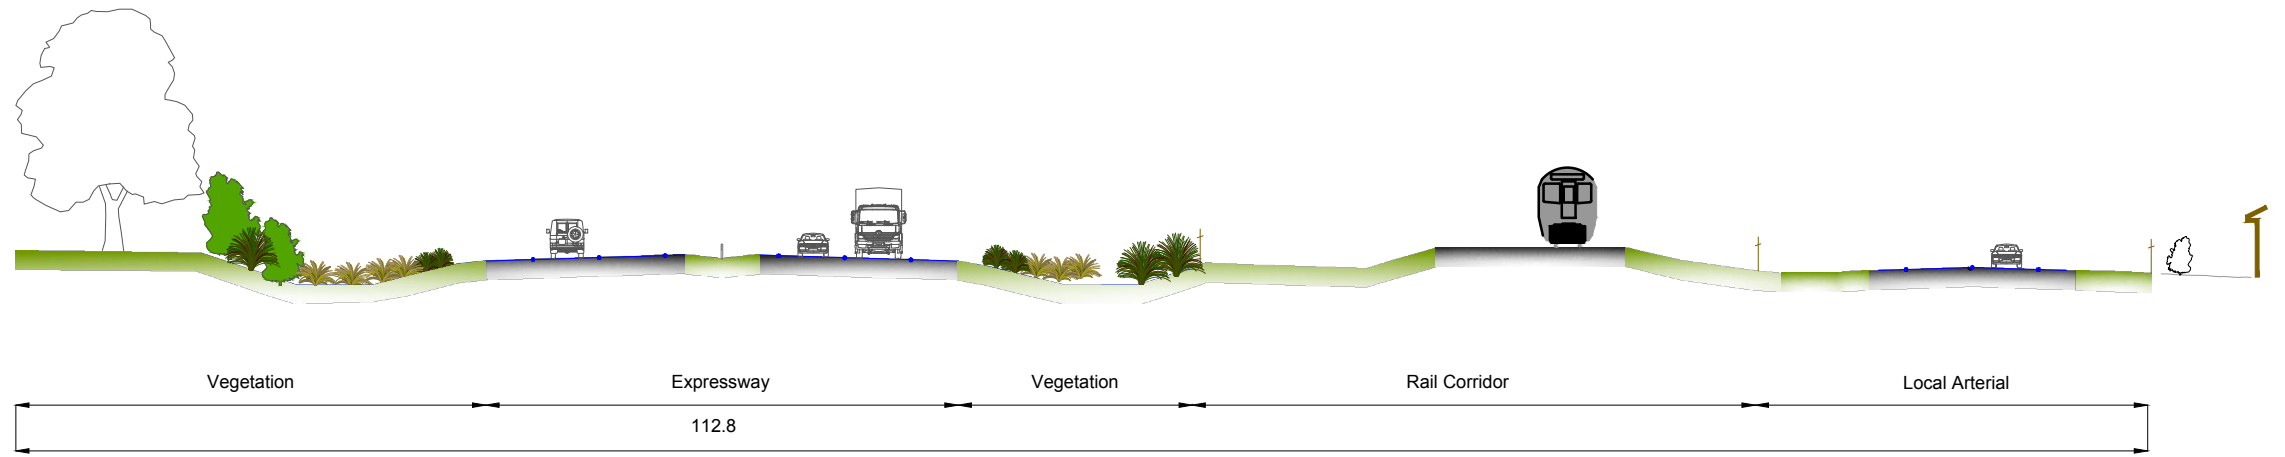 Vegetation
Expressway
Vegetation
Rail Corridor
Local Arterial
112.8